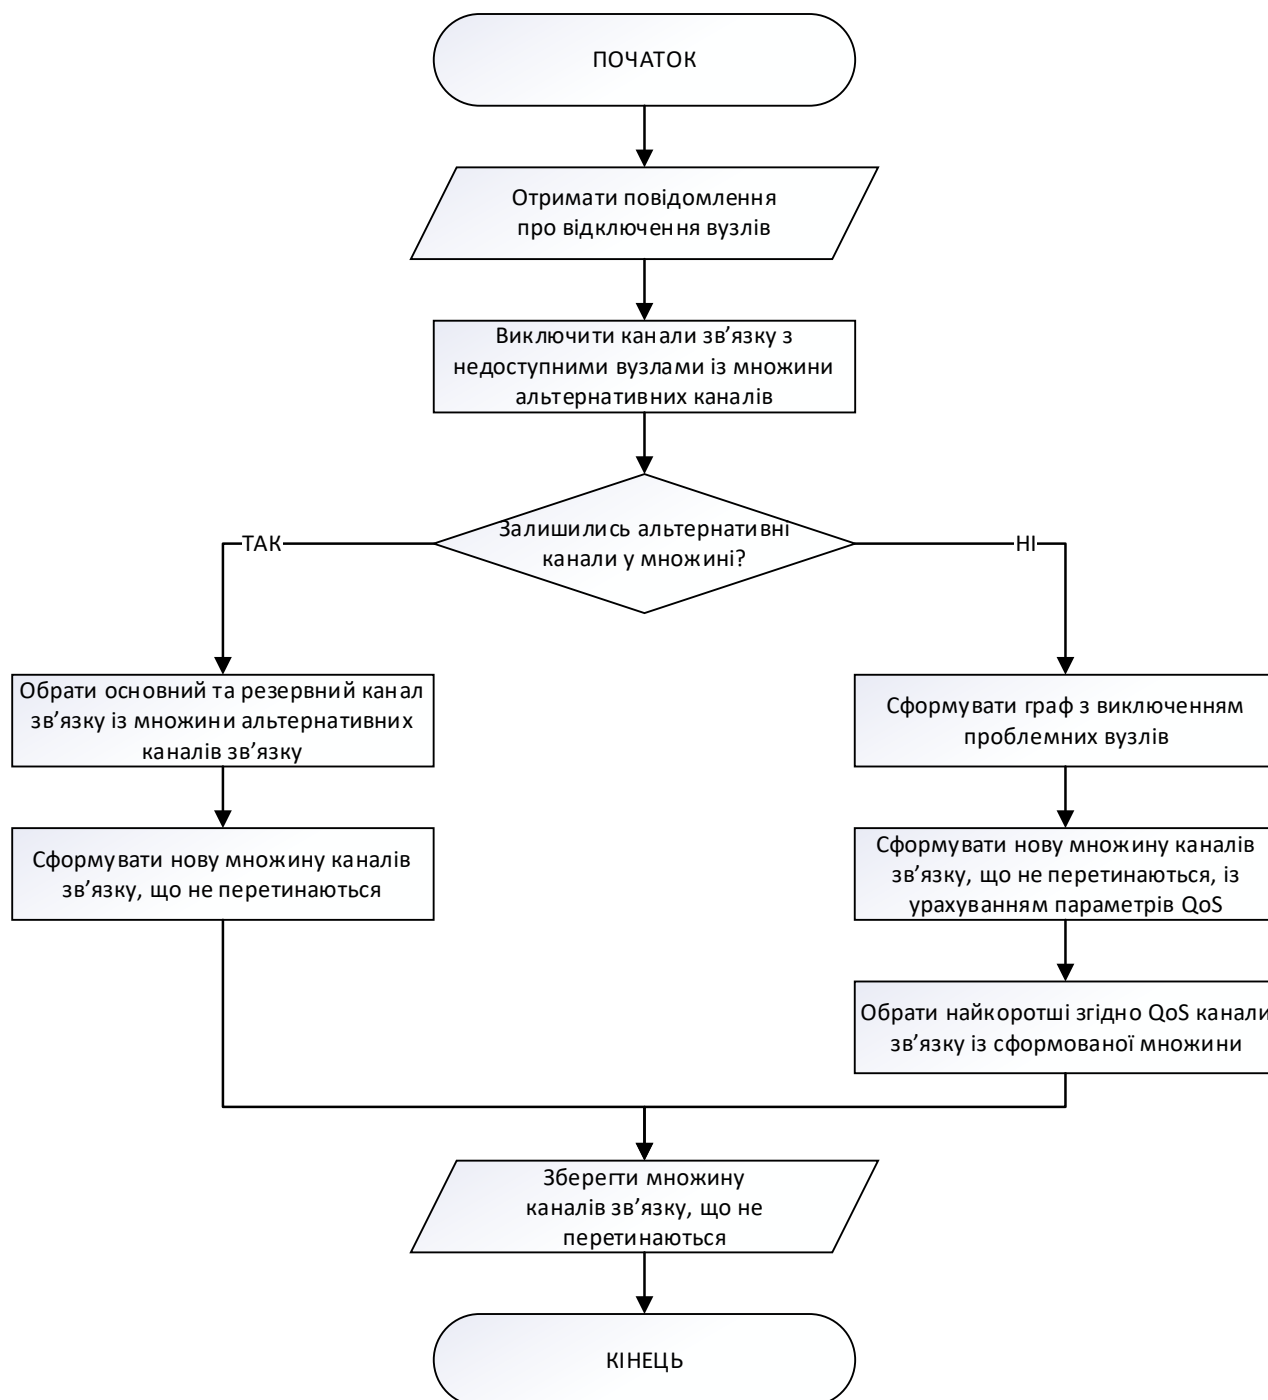 ПОЧАТОК
Отримати повідомлення
про відключення вузлів
Виключити канали зв’язку з
недоступними вузлами із множини
альтернативних каналів
Залишились альтернативні
канали у множині?
ТАК
НІ
Обрати основний та резервний канал
зв’язку із множини альтернативних
каналів зв’язку
Сформувати нову множину каналів
зв’язку, що не перетинаються
Сформувати граф з виключенням
проблемних вузлів
Сформувати нову множину каналів
зв’язку, що не перетинаються, із
урахуванням параметрів QoS
Обрати найкоротші згідно QoS канали
зв’язку із сформованої множини
Зберегти множину
каналів зв’язку, що не
перетинаються
КІНЕЦЬ